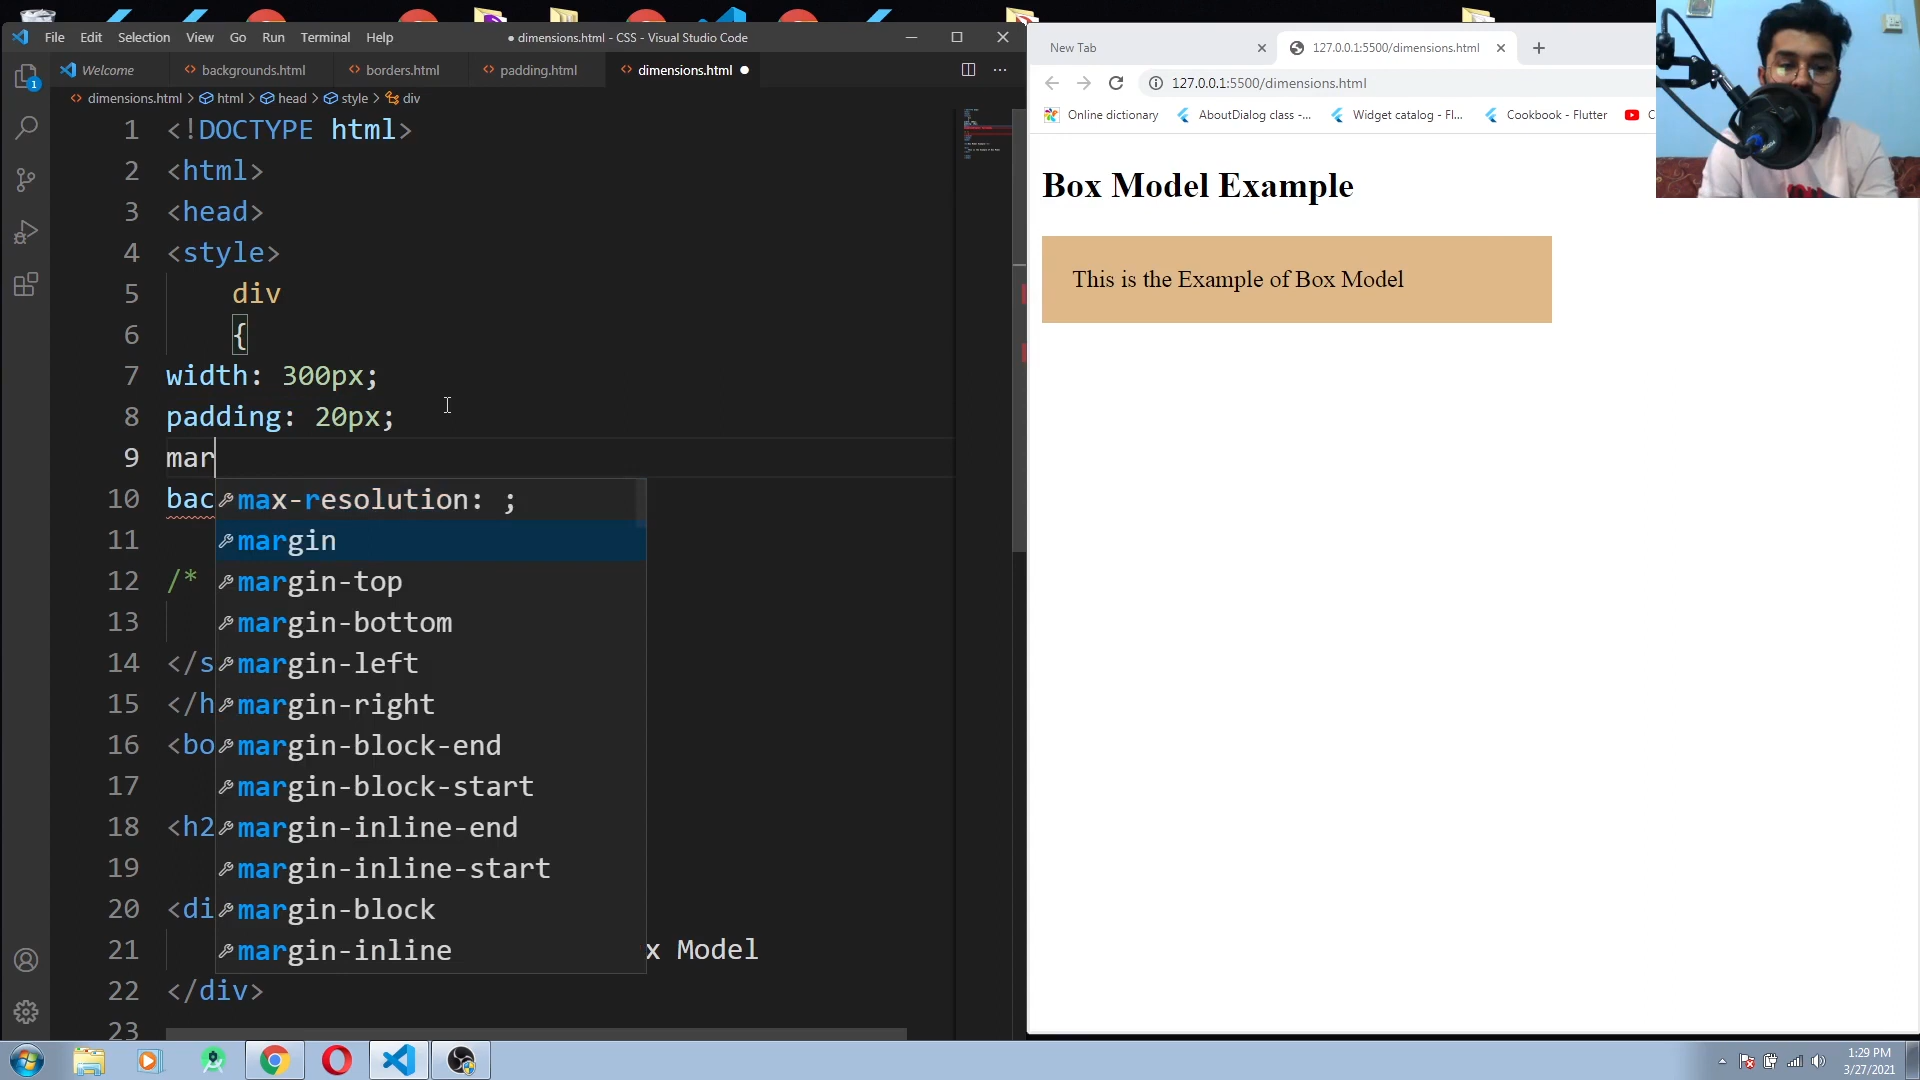 File Edit Selection View Go Run Terminal Help
● dimensions.html - CSS - Visual Studio Code
Welcome backgrounds.html borders.html padding.html dimensions.html
dimensions.html > html > head > style > div
1 <!DOCTYPE html>
2 <html>
3 <head>
4 <style>
5 div
6 {
7 width: 300px;
8 padding: 20px;
9 mar
10 bac
11
12 /*
13
14 </s
15 </h
16 <bo
17
18 <h2
19
20 <di
21 x Model
22 </div>
23
max-resolution: ;
margin
margin-top
margin-bottom
margin-left
margin-right
margin-block-end
margin-block-start
margin-inline-end
margin-inline-start
margin-block
margin-inline
1
New Tab
127.0.0.1:5500/dimensions.html
127.0.0.1:5500/dimensions.html
Online dictionary AboutDialog class -... Widget catalog - Fl... Cookbook - Flutter C
Box Model Example
This is the Example of Box Model
1:29 PM
3/27/2021